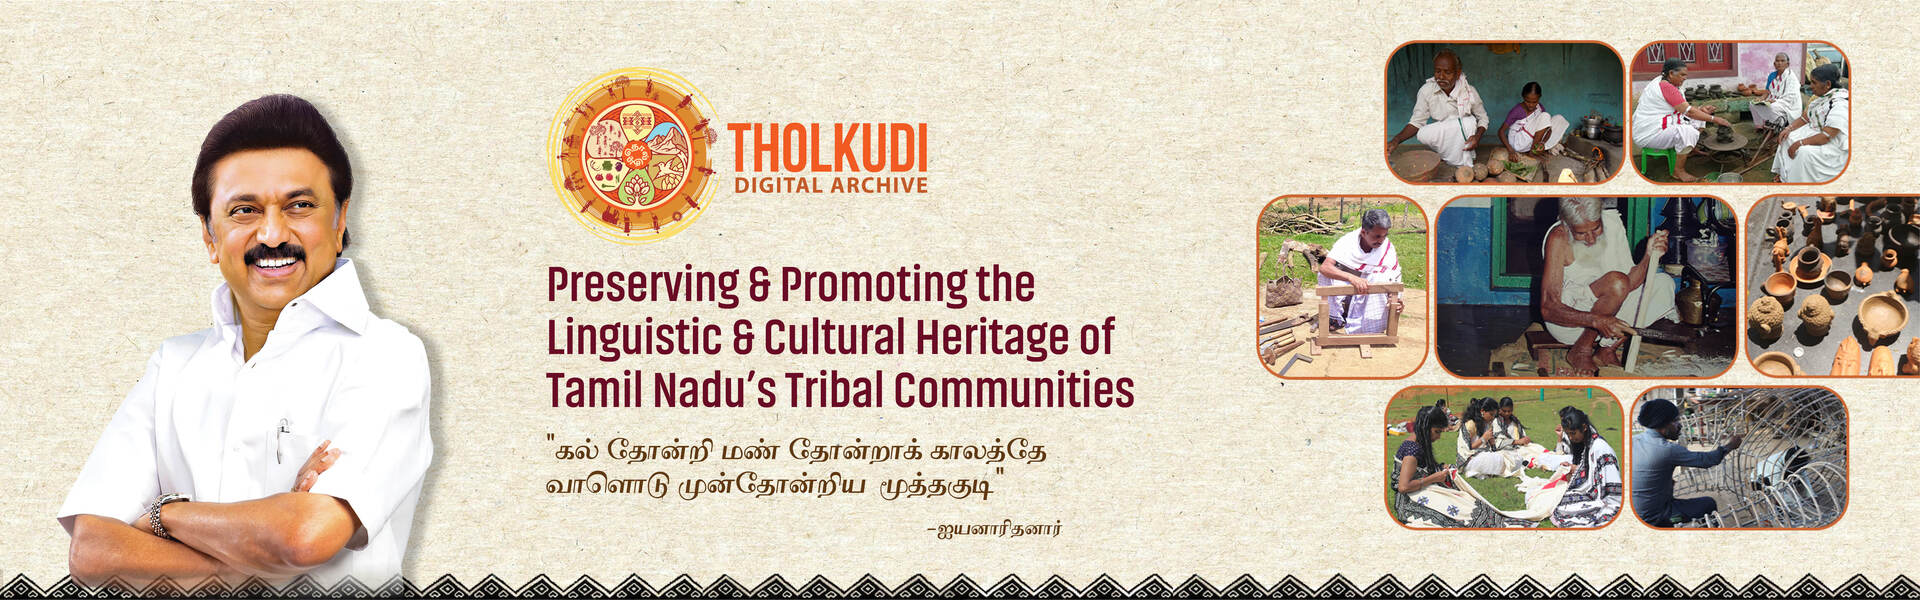 THOLKUDI
DIGITAL ARCHIVE
Preserving & Promoting the
Linguistic & Cultural Heritage of
Tamil Nadu's Tribal Communities
"கல் தோன்றி மண் தோன்றாக் காலத்தே
வாளொடு முன்தோன்றிய மூத்தகுடி"
-ஐயனாரிதனார்